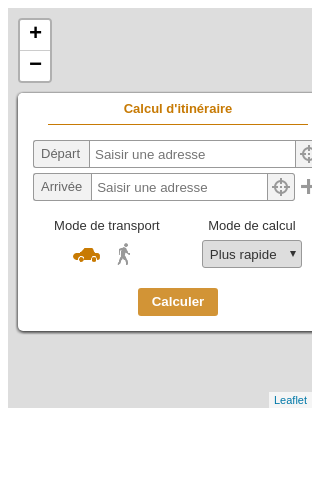 +
−
Calcul d'itinéraire
Départ Saisir une adresse
Arrivée Saisir une adresse
Mode de transport Mode de calcul
Plus rapide
Calculer
Leaflet